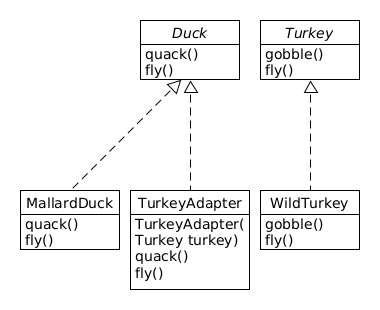 Duck
quack()
fly()
Turkey
gobble()
fly()
MallardDuck
quack()
fly()
TurkeyAdapter
TurkeyAdapter(
Turkey turkey)
quack()
fly()
WildTurkey
gobble()
fly()